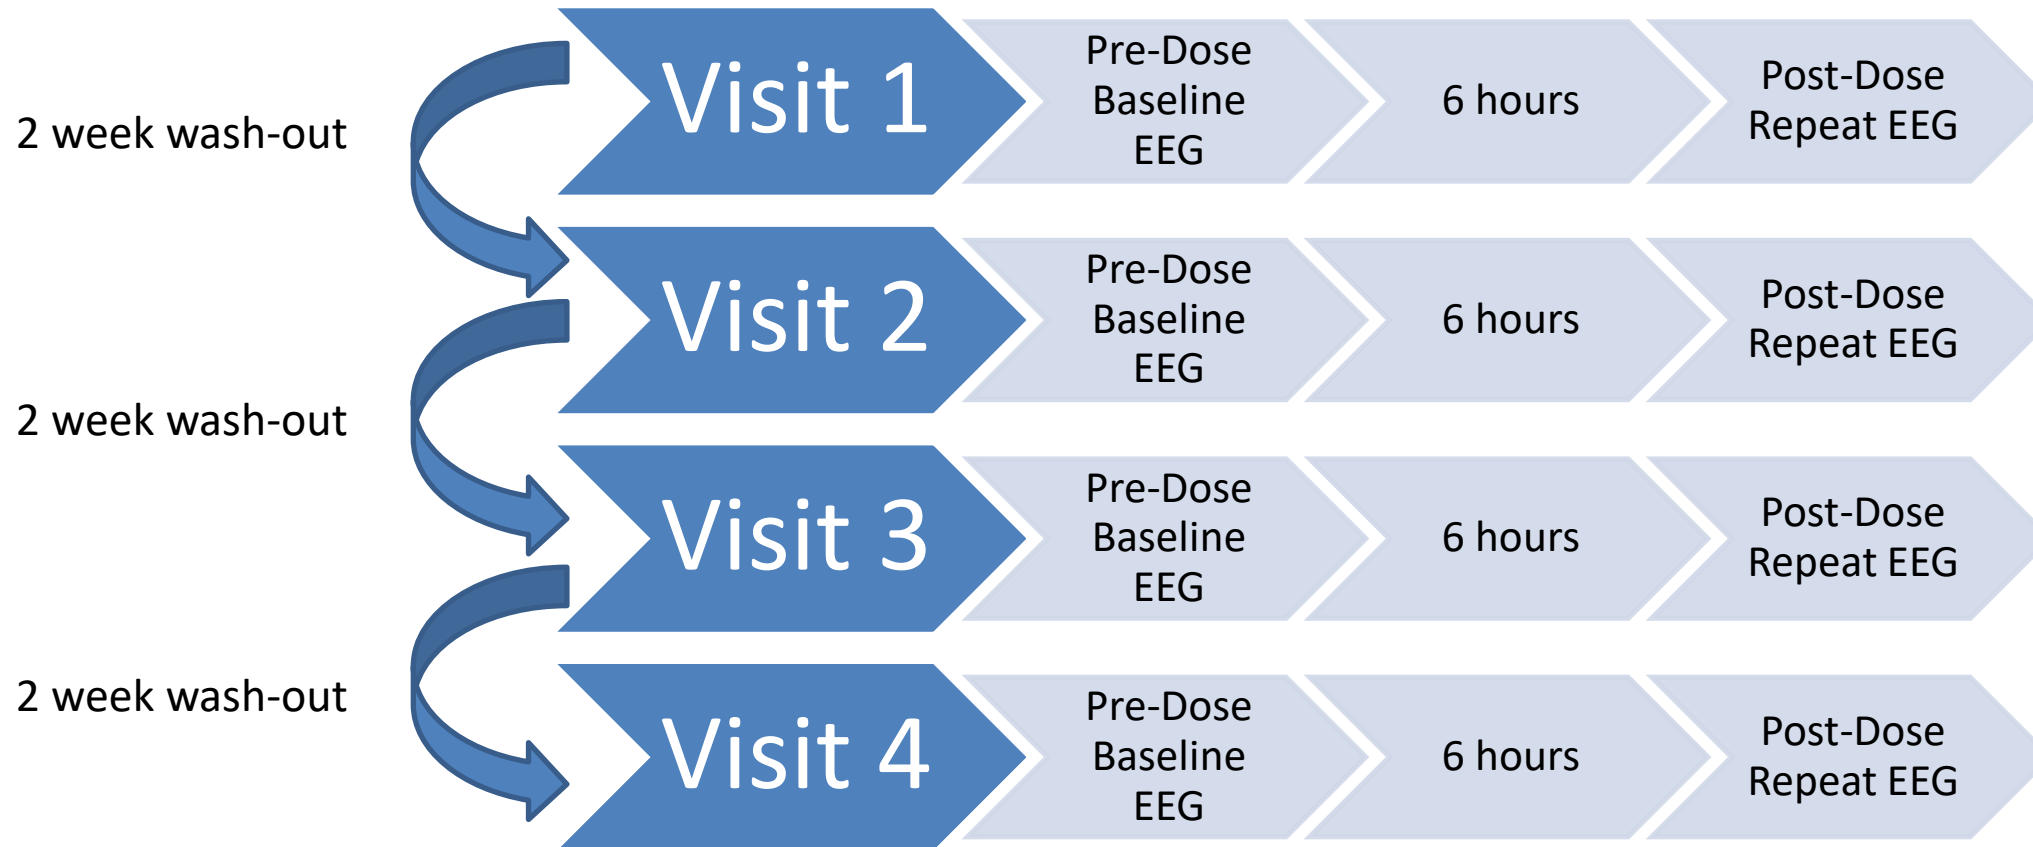 2 week wash-out
Visit 1
Pre-Dose
Baseline
EEG
6 hours
Post-Dose
Repeat EEG
Visit 2
Pre-Dose
Baseline
EEG
6 hours
Post-Dose
Repeat EEG
2 week wash-out
Visit 3
Pre-Dose
Baseline
EEG
6 hours
Post-Dose
Repeat EEG
2 week wash-out
Visit 4
Pre-Dose
Baseline
EEG
6 hours
Post-Dose
Repeat EEG